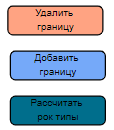 Удалить
границу
Добавить
границу
Рассчитать
рок типы